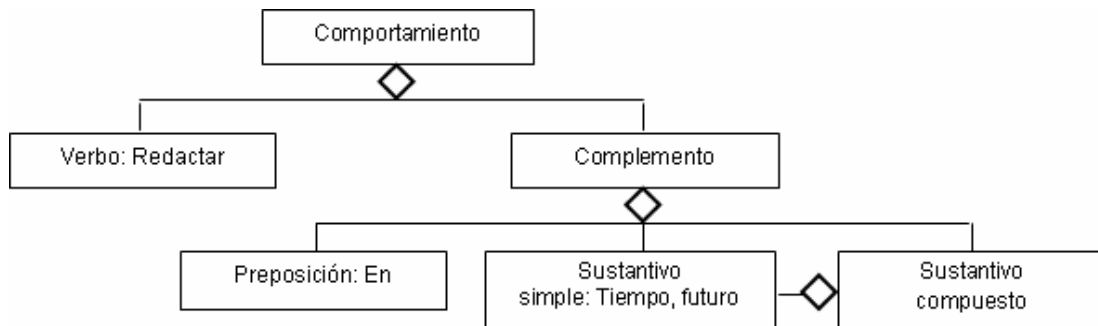 Comportamiento
Verbo: Redactar
Complemento
Preposición: En
Sustantivo
simple: Tiempo, futuro
Sustantivo
compuesto